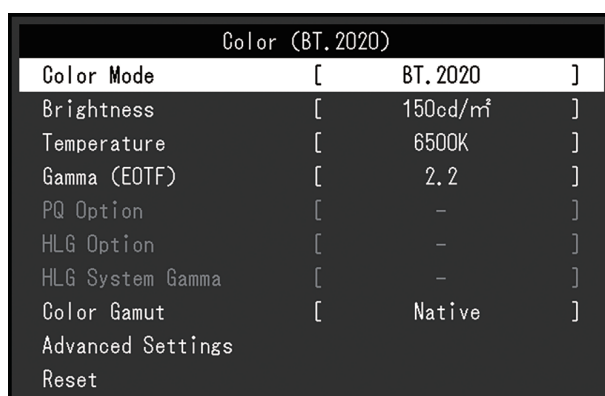 Color (BT.2020)
Color Mode [ BT.2020 ]
Brightness [ 150cd/㎡ ]
Temperature [ 6500K ]
Gamma (EOTF) [ 2.2 ]
PQ Option [ - ]
HLG Option [ - ]
HLG System Gamma [ - ]
Color Gamut [ Native ]
Advanced Settings
Reset